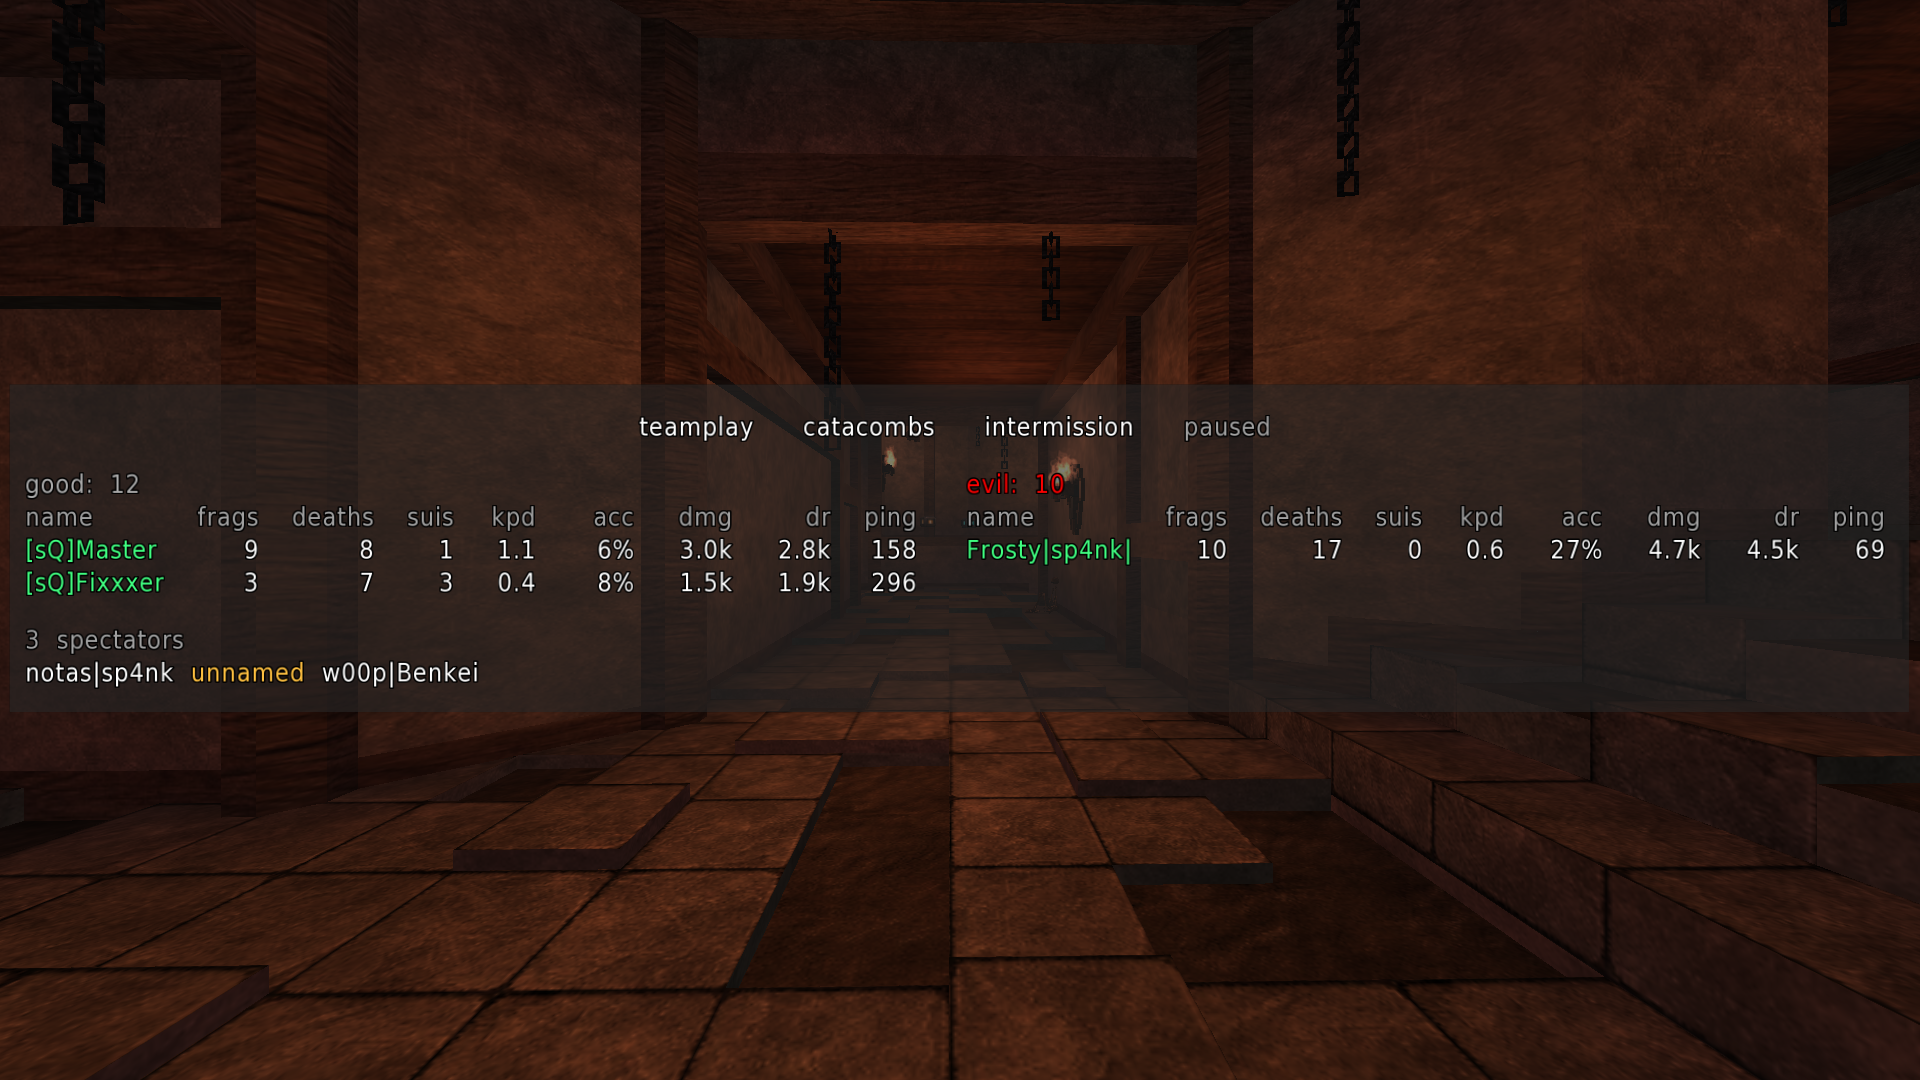 teamplay catacombs intermission paused
good: 12
name frags deaths suis kpd acc dmg dr ping
[sQ]Master 9 8 1 1.1 6% 3.0k 2.8k 158
[sQ]Fixxxer 3 7 3 0.4 8% 1.5k 1.9k 296
evil: 10
name frags deaths suis kpd acc dmg dr ping
Frosty|sp4nk| 10 17 0 0.6 27% 4.7k 4.5k 69
3 spectators
notas|sp4nk unnamed w00p|Benkei